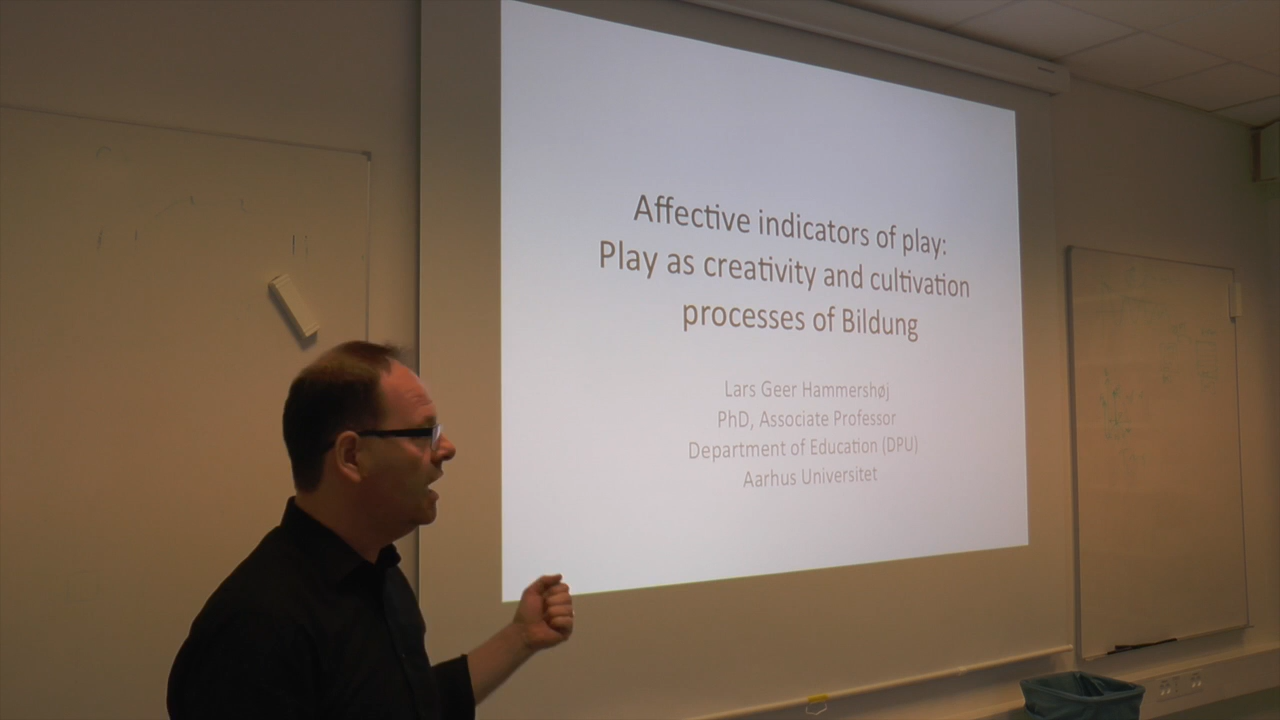 Affective indicators of play:
Play as creativity and cultivation
processes of Bildung
Lars Geer Hammershøj
PhD, Associate Professor
Department of Education (DPU)
Aarhus Universitet